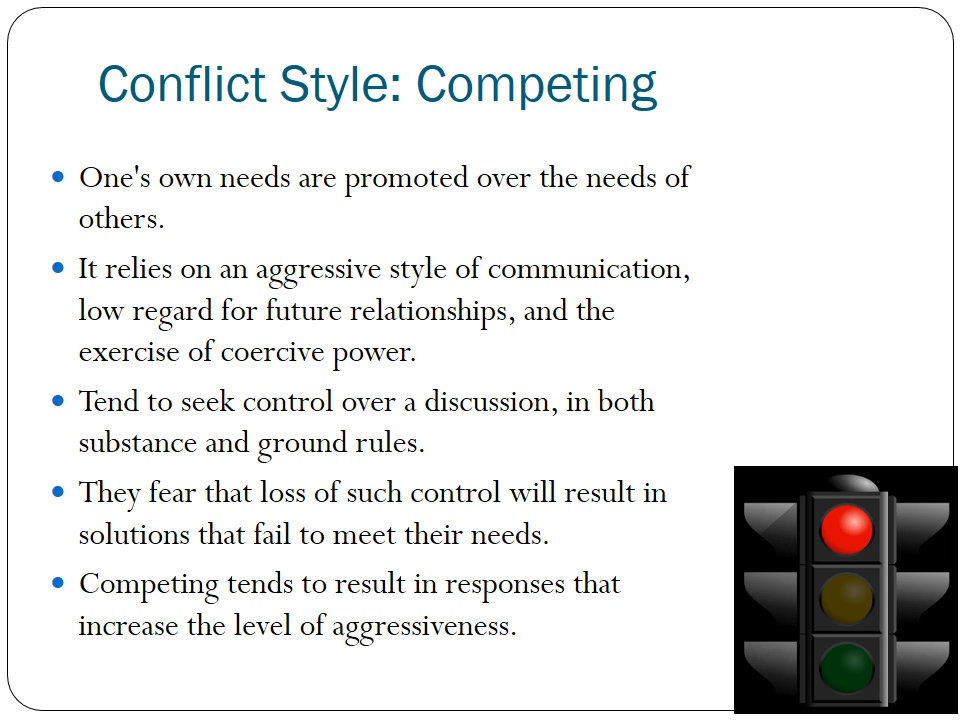 Conflict Style: Competing
• One's own needs are promoted over the needs of
others.
• It relies on an aggressive style of communication,
low regard for future relationships, and the
exercise of coercive power.
• Tend to seek control over a discussion, in both
substance and ground rules.
• They fear that loss of such control will result in
solutions that fail to meet their needs.
• Competing tends to result in responses that
increase the level of aggressiveness.